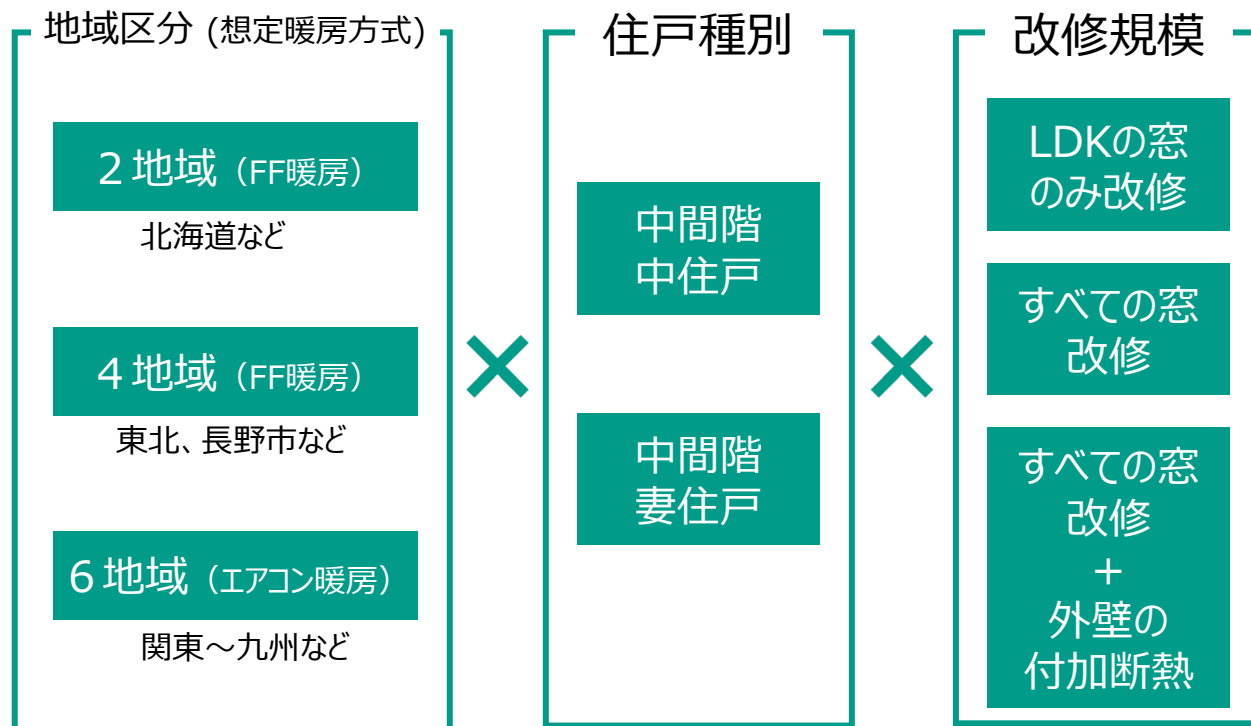 地域区分 (想定暖房方式)
２地域（FF暖房）
北海道など
４地域（FF暖房）
東北、長野市など
６地域（エアコン暖房）
関東～九州など
×
住戸種別
中間階
中住戸
中間階
妻住戸
×
改修規模
LDKの窓
のみ改修
すべての窓
改修
すべての窓
改修
＋
外壁の
付加断熱